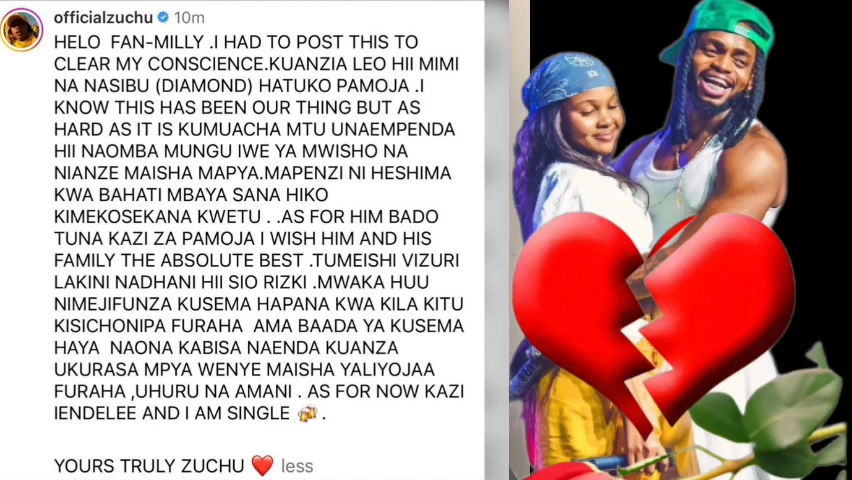 officialzuchu 10m
HELO FAN-MILLY .I HAD TO POST THIS TO
CLEAR MY CONSCIENCE.KUANZIA LEO HII MIMI
NA NASIBU (DIAMOND) HATUKO PAMOJA .I
KNOW THIS HAS BEEN OUR THING BUT AS
HARD AS IT IS KUMUACHA MTU UNAEMPENDA
HII NAOMBA MUNGU IWE YA MWISHO NA
NIANZE MAISHA MAPYA.MAPENZI NI HESHIMA
KWA BAHATI MBAYA SANA HIKO
KIMEKOSEKANA KWETU . .AS FOR HIM BADO
TUNA KAZI ZA PAMOJA I WISH HIM AND HIS
FAMILY THE ABSOLUTE BEST .TUMEISHI VIZURI
LAKINI NADHANI HII SIO RIZKI .MWAKA HUU
NIMEJIFUNZA KUSEMA HAPANA KWA KILA KITU
KISICHONIPA FURAHA AMA BAADA YA KUSEMA
HAYA NAONA KABISA NAENDA KUANZA
UKURASA MPYA WENYE MAISHA YALIYOJAA
FURAHA ,UHURU NA AMANI . AS FOR NOW KAZI
IENDELEE AND I AM SINGLE 🍻 .
YOURS TRULY ZUCHU ❤️ less